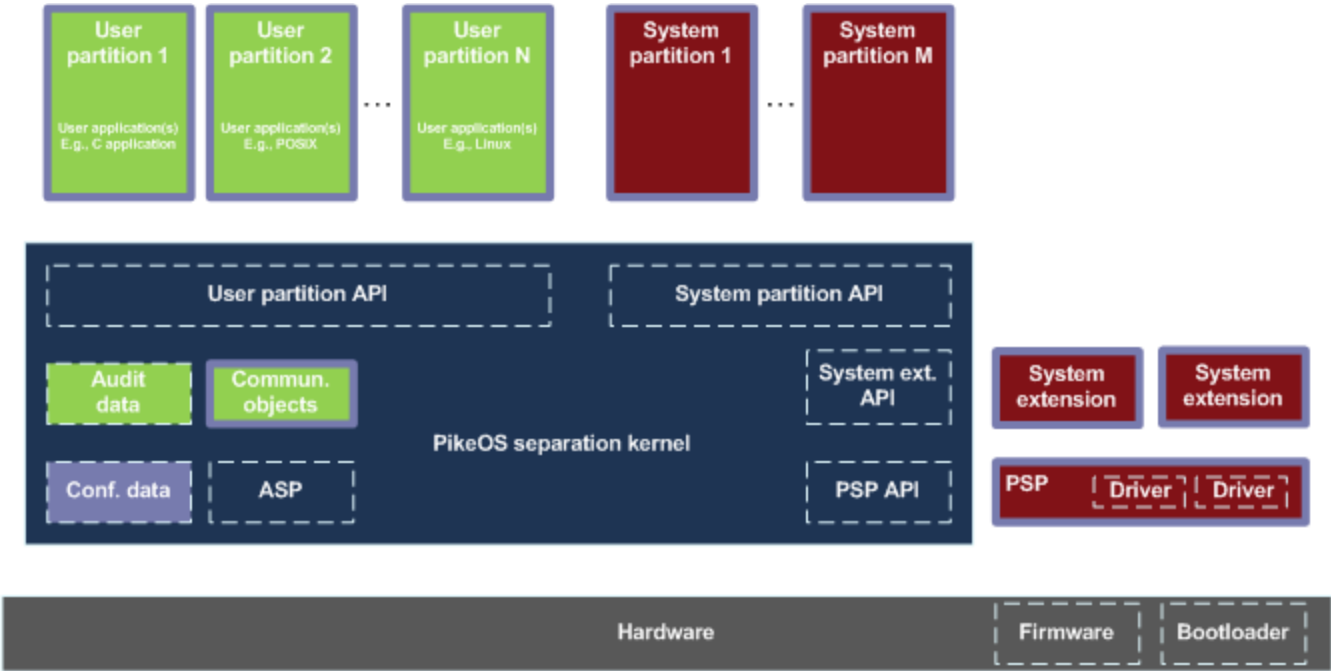 User
partition 1
User application(s)
E.g., C application
User
partition 2
User application(s)
E.g., POSIX
...
User
partition N
User application(s)
E.g., Linux
System
partition 1
...
System
partition M
User partition API
System partition API
Audit
data
Commun.
objects
System ext.
API
System
extension
System
extension
PikeOS separation kernel
Conf. data
ASP
PSP API
PSP
Driver
Driver
Hardware
Firmware
Bootloader